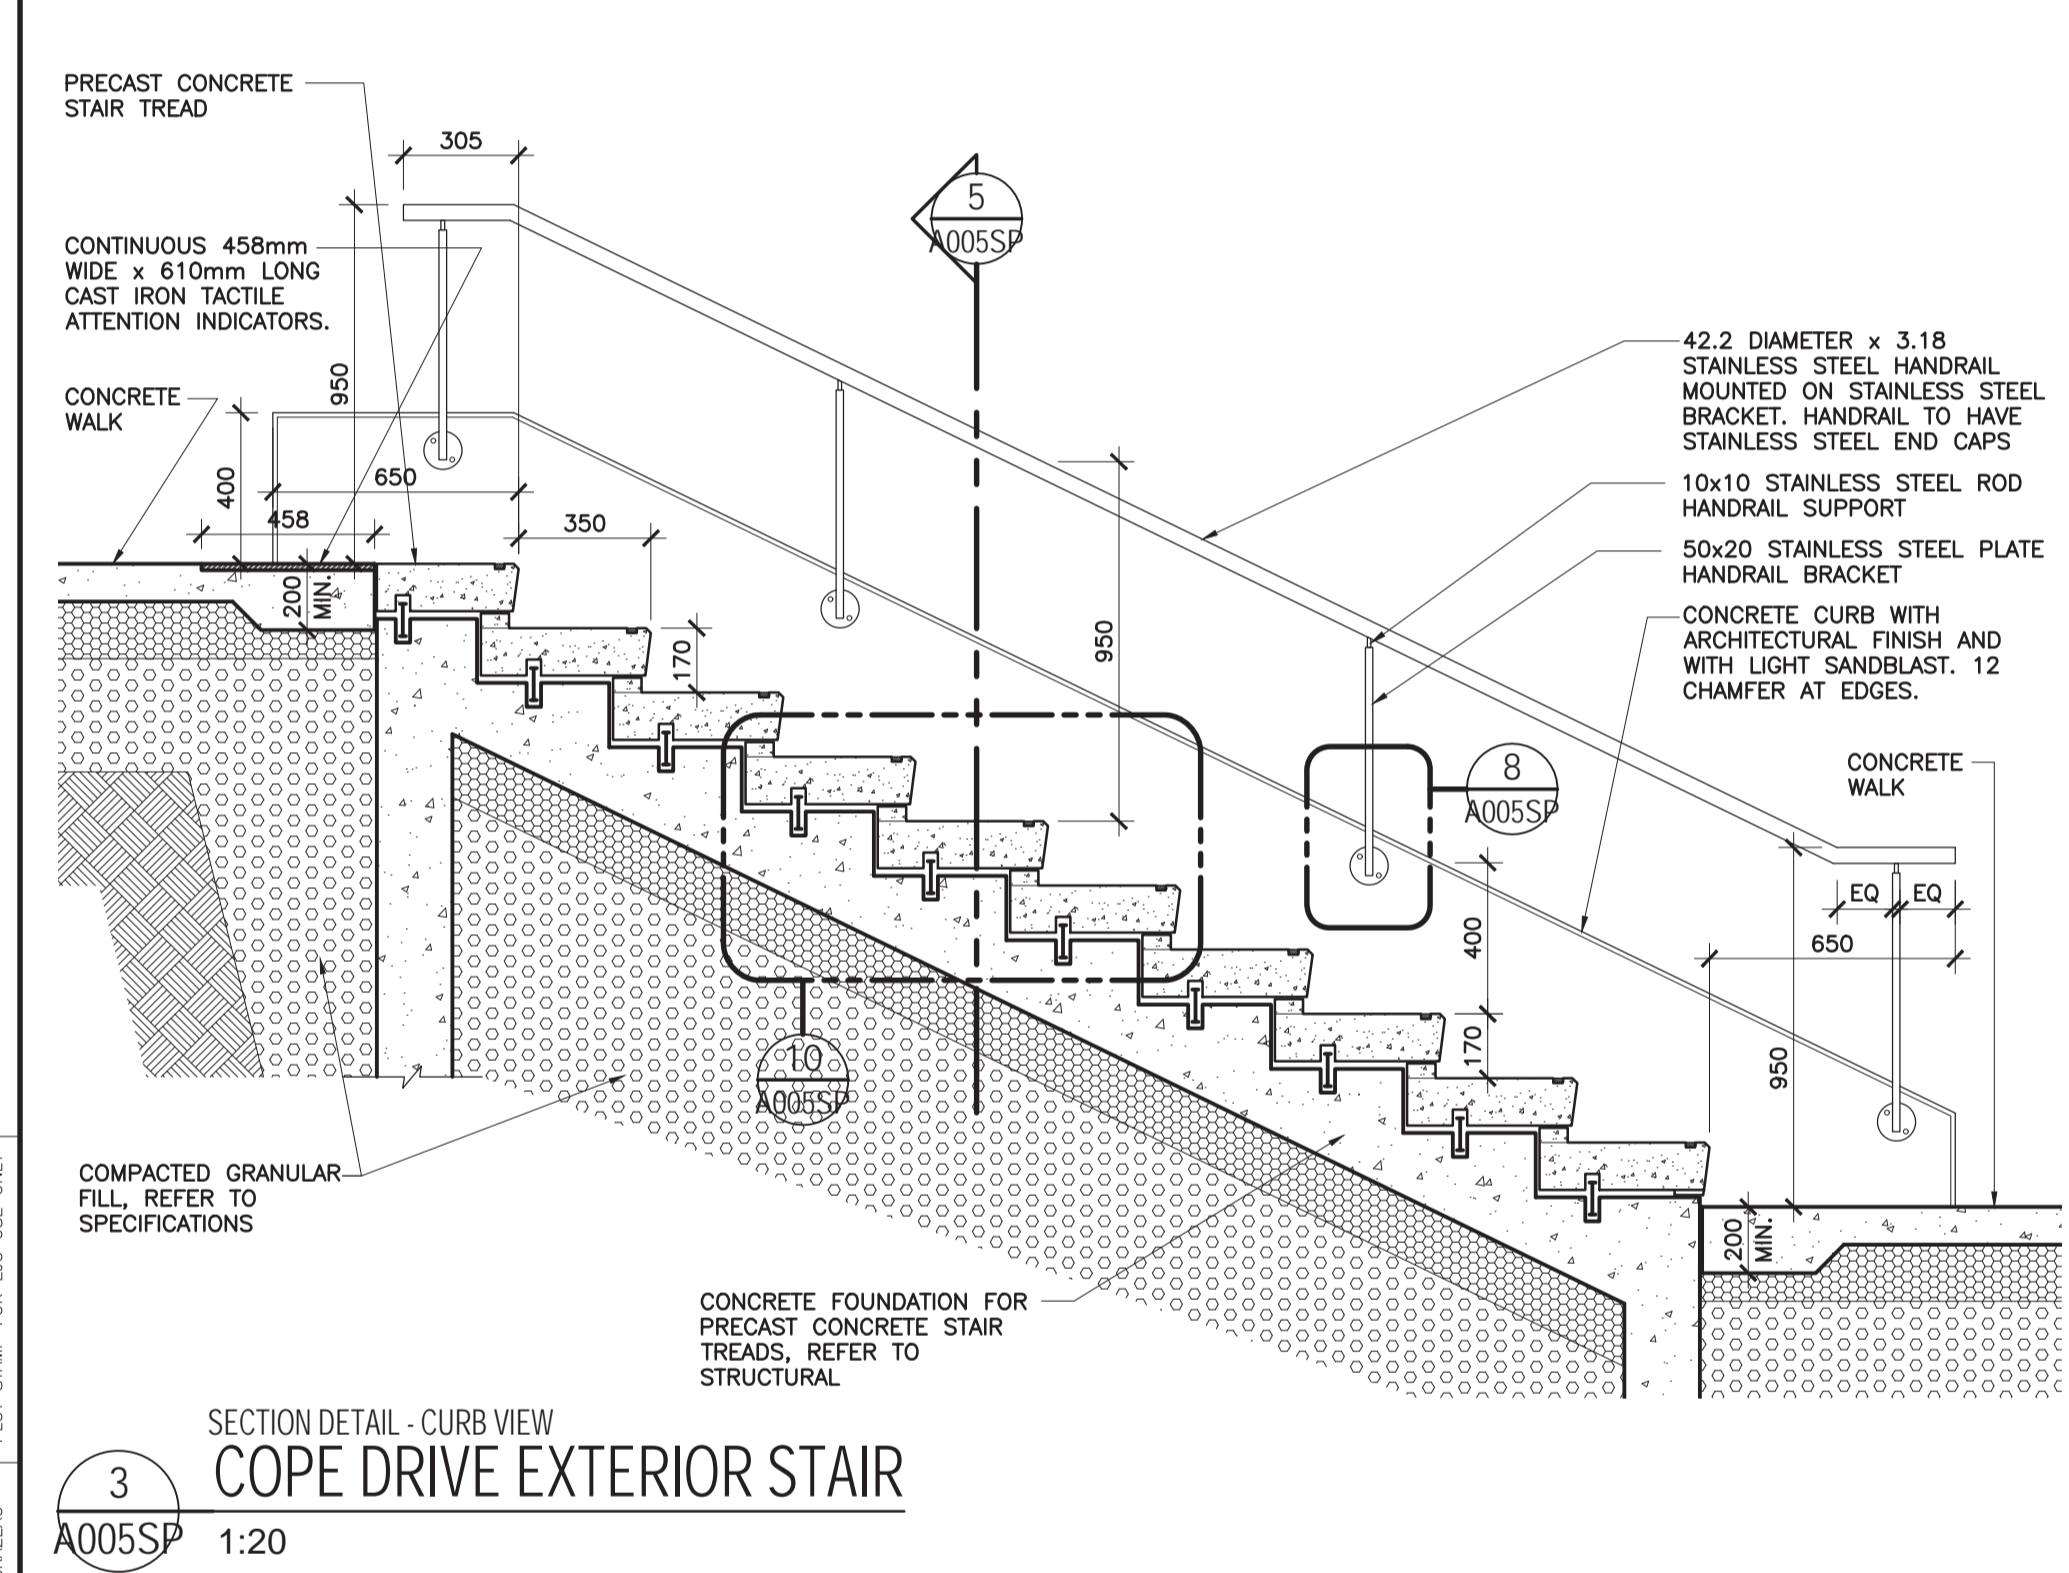 PRECAST CONCRETE
STAIR TREAD
305
5
A005SP
CONTINUOUS 458mm
WIDE x 610mm LONG
CAST IRON TACTILE
ATTENTION INDICATORS.
950
CONCRETE
WALK
400
650
458
350
200
MIN.
170
950
42.2 DIAMETER x 3.18
STAINLESS STEEL HANDRAIL
MOUNTED ON STAINLESS STEEL
BRACKET. HANDRAIL TO HAVE
STAINLESS STEEL END CAPS
10x10 STAINLESS STEEL ROD
HANDRAIL SUPPORT
50x20 STAINLESS STEEL PLATE
HANDRAIL BRACKET
CONCRETE CURB WITH
ARCHITECTURAL FINISH AND
WITH LIGHT SANDBLAST. 12
CHAMFER AT EDGES.
CONCRETE
WALK
8
A005SP
EQ
EQ
650
400
170
950
10
A005SP
200
MIN.
COMPACTED GRANULAR
FILL, REFER TO
SPECIFICATIONS
CONCRETE FOUNDATION FOR
PRECAST CONCRETE STAIR
TREADS, REFER TO
STRUCTURAL
SECTION DETAIL - CURB VIEW
COPE DRIVE EXTERIOR STAIR
3
A005SP
1:20